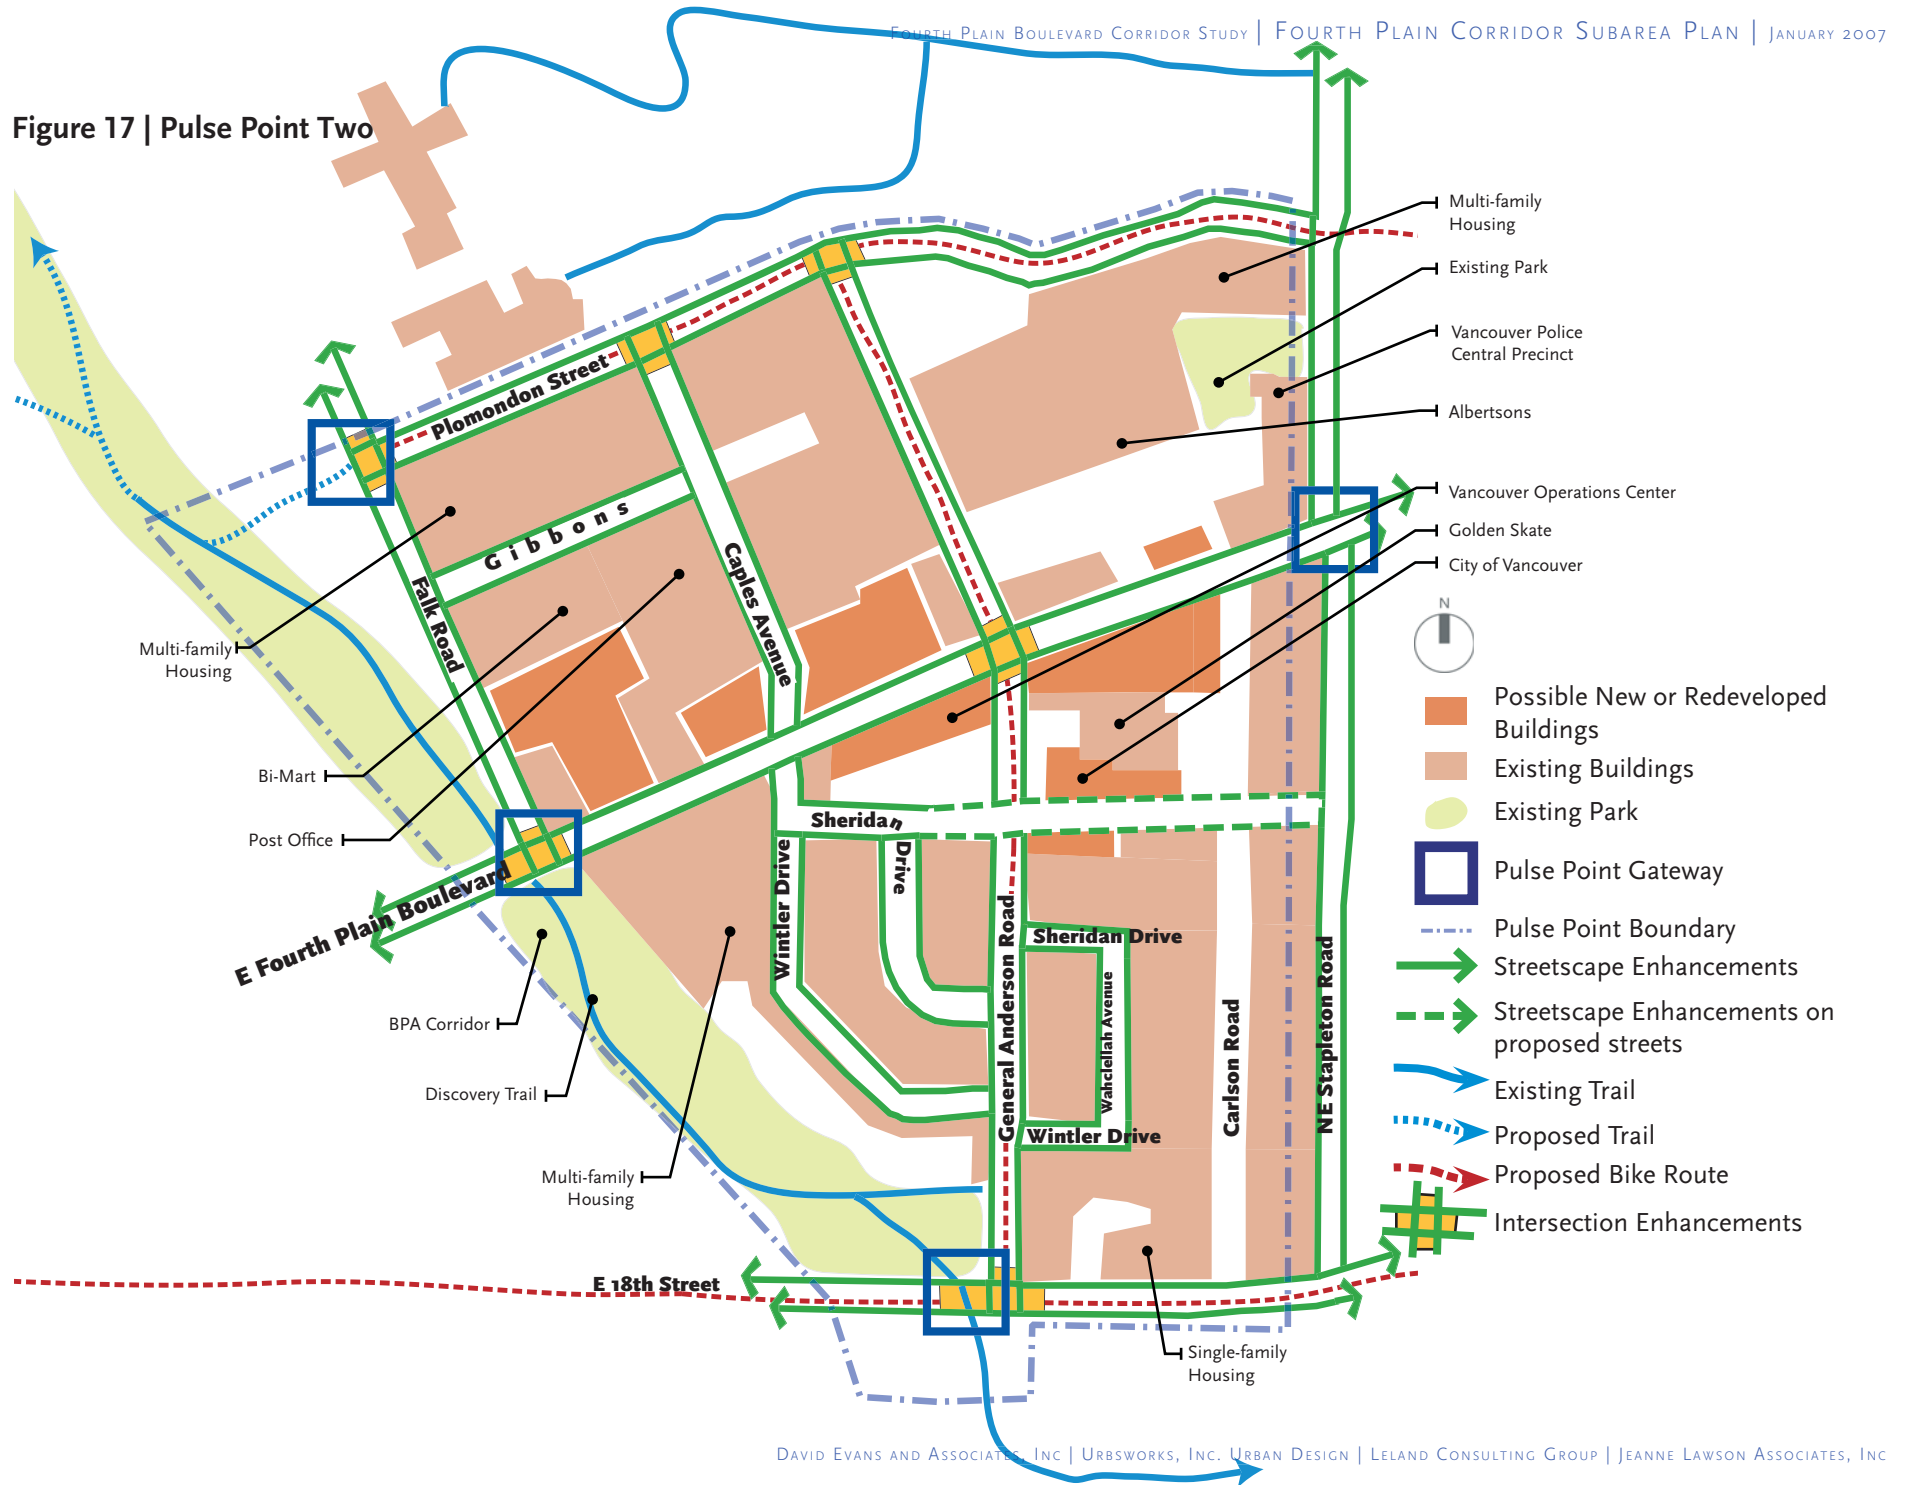 Fourth Plain Boulevard Corridor Study | Fourth Plain Corridor Subarea Plan | January 2007
Figure 17 | Pulse Point Two
Multi-family
Housing
Existing Park
Vancouver Police
Central Precinct
Albertsons
Vancouver Operations Center
Golden Skate
City of Vancouver
Plomondon Street
Gibbons
Falk Road
Caples Avenue
Multi-family
Housing
Bi-Mart
Post Office
E Fourth Plain Boulevard
BPA Corridor
Discovery Trail
Multi-family
Housing
Sheridan
Drive
Wintler Drive
General Anderson Road
Sheridan Drive
Wahclellah Avenue
Wintler Drive
Carlson Road
NE Stapleton Road
E 18th Street
Single-family
Housing
N
Possible New or Redeveloped
Buildings
Existing Buildings
Existing Park
Pulse Point Gateway
Pulse Point Boundary
Streetscape Enhancements
Streetscape Enhancements on
proposed streets
Existing Trail
Proposed Trail
Proposed Bike Route
Intersection Enhancements
David Evans and Associates, Inc | Urbsworks, Inc. Urban Design | Leland Consulting Group | Jeanne Lawson Associates, Inc